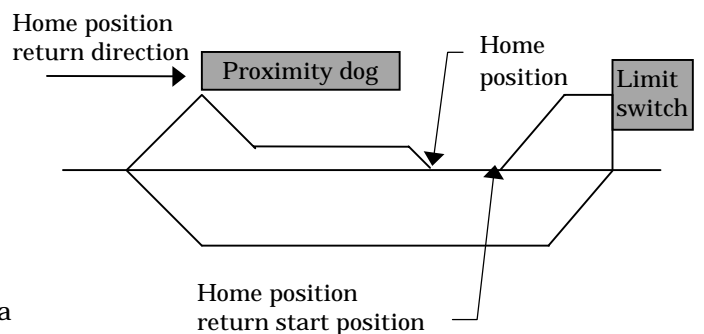 Home position
return direction
Proximity dog
Home
position
Limit
switch
Home position
return start position
a